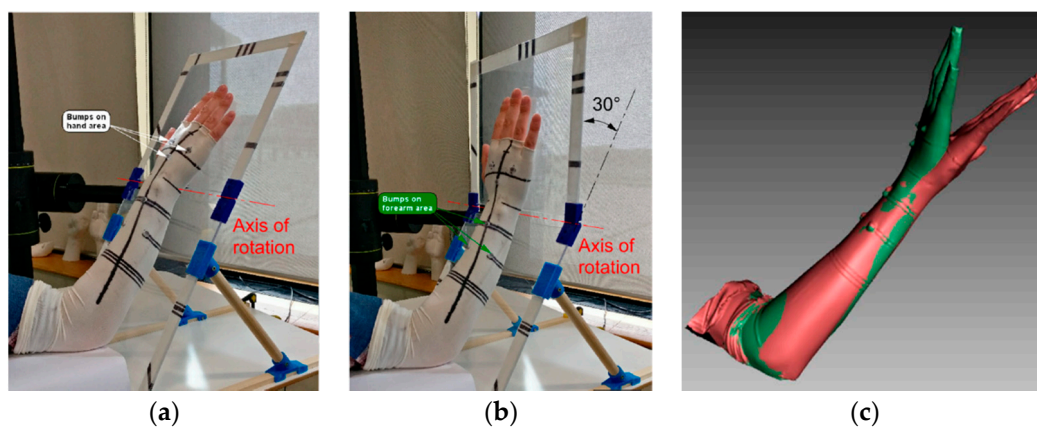 Bumps on
hand area
Axis of
rotation
(a)
30°
Bumps on
forearm area
Axis of
rotation
(b)
(c)